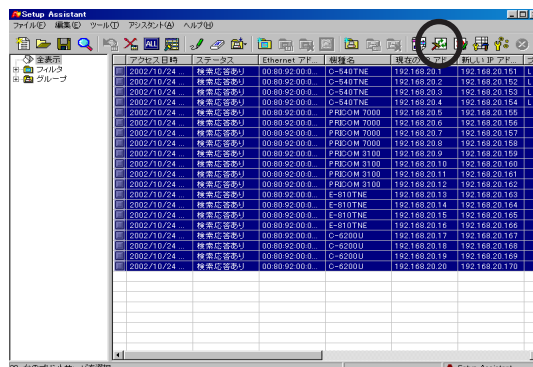 Setup Assistant
ファイル(F) 編集(E) ツール(T) アシスタント(A) ヘルプ(H)
ALL
全表示
フィルタ
グループ
アクセス日時 ステータス Ethernet アド... 機種名 現在の アド... 新しい IP アド...
2002/10/24 ... 検索応答あり 00:80:92:00:0... C-540TNE 192.168.20.1 192.168.20.151 L
2002/10/24 ... 検索応答あり 00:80:92:00:0... C-540TNE 192.168.20.2 192.168.20.152 L
2002/10/24 ... 検索応答あり 00:80:92:00:0... C-540TNE 192.168.20.3 192.168.20.153 L
2002/10/24 ... 検索応答あり 00:80:92:00:0... C-540TNE 192.168.20.4 192.168.20.154 L
2002/10/24 ... 検索応答あり 00:80:92:00:0... PRICOM 7000 192.168.20.5 192.168.20.155
2002/10/24 ... 検索応答あり 00:80:92:00:0... PRICOM 7000 192.168.20.6 192.168.20.156
2002/10/24 ... 検索応答あり 00:80:92:00:0... PRICOM 7000 192.168.20.7 192.168.20.157
2002/10/24 ... 検索応答あり 00:80:92:00:0... PRICOM 7000 192.168.20.8 192.168.20.158
2002/10/24 ... 検索応答あり 00:80:92:00:0... PRICOM 3100 192.168.20.9 192.168.20.159
2002/10/24 ... 検索応答あり 00:80:92:00:0... PRICOM 3100 192.168.20.10 192.168.20.160
2002/10/24 ... 検索応答あり 00:80:92:00:0... PRICOM 3100 192.168.20.11 192.168.20.161
2002/10/24 ... 検索応答あり 00:80:92:00:0... PRICOM 3100 192.168.20.12 192.168.20.162
2002/10/24 ... 検索応答あり 00:80:92:00:0... E-810TNE 192.168.20.13 192.168.20.163
2002/10/24 ... 検索応答あり 00:80:92:00:0... E-810TNE 192.168.20.14 192.168.20.164
2002/10/24 ... 検索応答あり 00:80:92:00:0... E-810TNE 192.168.20.15 192.168.20.165
2002/10/24 ... 検索応答あり 00:80:92:00:0... E-810TNE 192.168.20.16 192.168.20.166
2002/10/24 ... 検索応答あり 00:80:92:00:0... C-6200U 192.168.20.17 192.168.20.167
2002/10/24 ... 検索応答あり 00:80:92:00:0... C-6200U 192.168.20.18 192.168.20.168
2002/10/24 ... 検索応答あり 00:80:92:00:0... C-6200U 192.168.20.19 192.168.20.169
2002/10/24 ... 検索応答あり 00:80:92:00:0... C-6200U 192.168.20.20 192.168.20.170